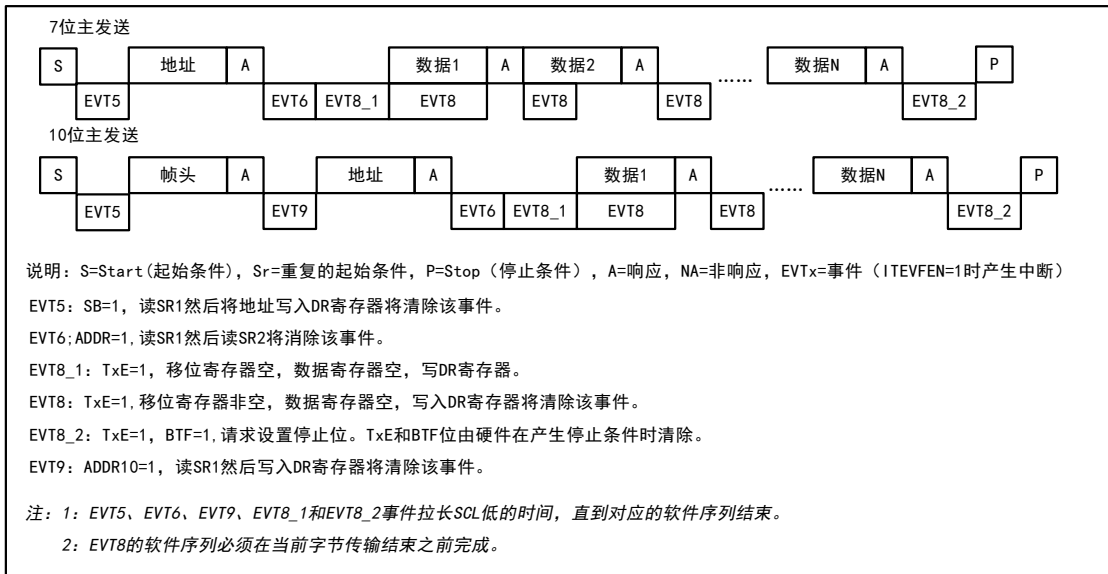 7位主发送
S 地址 A 数据1 A 数据2 A ...... 数据N A P
EVT5 EVT6 EVT8_1 EVT8 EVT8 EVT8 EVT8_2
10位主发送
S 帧头 A 地址 A 数据1 A ...... 数据N A P
EVT5 EVT9 EVT6 EVT8_1 EVT8 EVT8 EVT8_2
说明：S=Start(起始条件)，Sr=重复的起始条件，P=Stop（停止条件），A=响应，NA=非响应，EVTx=事件（ITEVFEN=1时产生中断）
EVT5：SB=1，读SR1然后将地址写入DR寄存器将清除该事件。
EVT6;ADDR=1,读SR1然后读SR2将消除该事件。
EVT8_1：TxE=1，移位寄存器空，数据寄存器空，写DR寄存器。
EVT8：TxE=1,移位寄存器非空，数据寄存器空，写入DR寄存器将清除该事件。
EVT8_2：TxE=1，BTF=1,请求设置停止位。TxE和BTF位由硬件在产生停止条件时清除。
EVT9：ADDR10=1，读SR1然后写入DR寄存器将清除该事件。
注：1：EVT5、EVT6、EVT9、EVT8_1和EVT8_2事件拉长SCL低的时间，直到对应的软件序列结束。
2：EVT8的软件序列必须在当前字节传输结束之前完成。